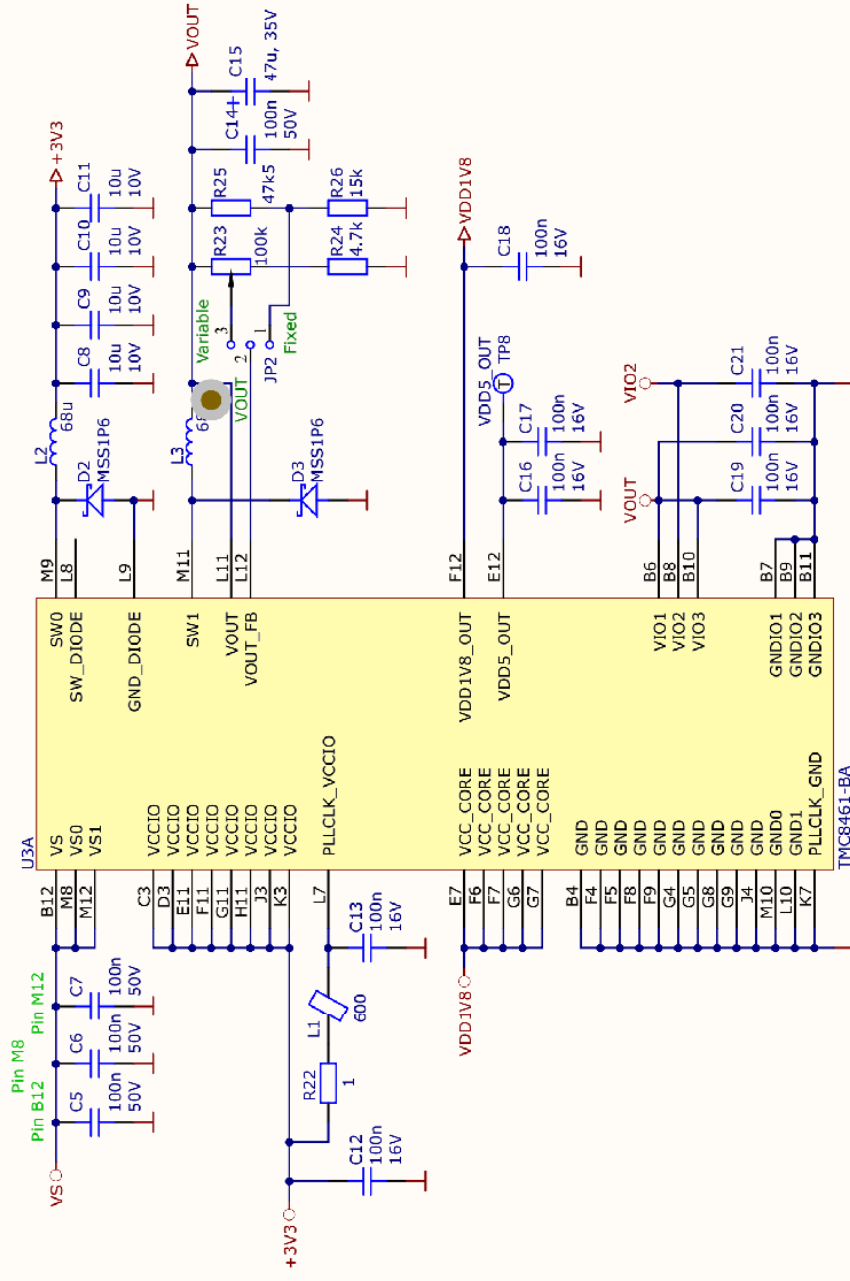 U3A
TMC8461-BA
VS
Pin B12
Pin M8
Pin M12
C5
100n
50V
C6
100n
50V
C7
100n
50V
B12
M8
M12
VS
VS0
VS1
+3V3
C12
100n
16V
R22
1
L1
600
C13
100n
16V
C3
D3
E11
F11
G11
H11
J3
K3
L7
VCCIO
VCCIO
VCCIO
VCCIO
VCCIO
VCCIO
VCCIO
VCCIO
PLLCLK_VCCIO
VDD1V8
E7
F6
F7
G6
G7
VCC_CORE
VCC_CORE
VCC_CORE
VCC_CORE
VCC_CORE
B4
F4
F5
F8
F9
G4
G5
G8
G9
J4
M10
L10
K7
GND
GND
GND
GND
GND
GND
GND
GND
GND
GND
GND0
GND1
PLLCLK_GND
SW0
SW_DIODE
GND_DIODE
SW1
VOUT
VOUT_FB
VDD1V8_OUT
VDD5_OUT
VIO1
VIO2
VIO3
GNDIO1
GNDIO2
GNDIO3
M9
L8
L9
M11
L11
L12
F12
E12
B6
B8
B10
B7
B9
B11
D2
MSS1P6
L2
68u
C8
10u
10V
C9
10u
10V
C10
10u
10V
C11
10u
10V
+3V3
D3
MSS1P6
L3
VOUT
JP2
Variable
3
2
1
Fixed
R23
100k
R24
4.7k
R25
47k5
R26
15k
C14
100n
50V
+
C15
47u, 35V
VOUT
VDD1V8
C18
100n
16V
C16
100n
16V
C17
100n
16V
VDD5_OUT
T
TP8
VOUT
VIO2
C19
100n
16V
C20
100n
16V
C21
100n
16V